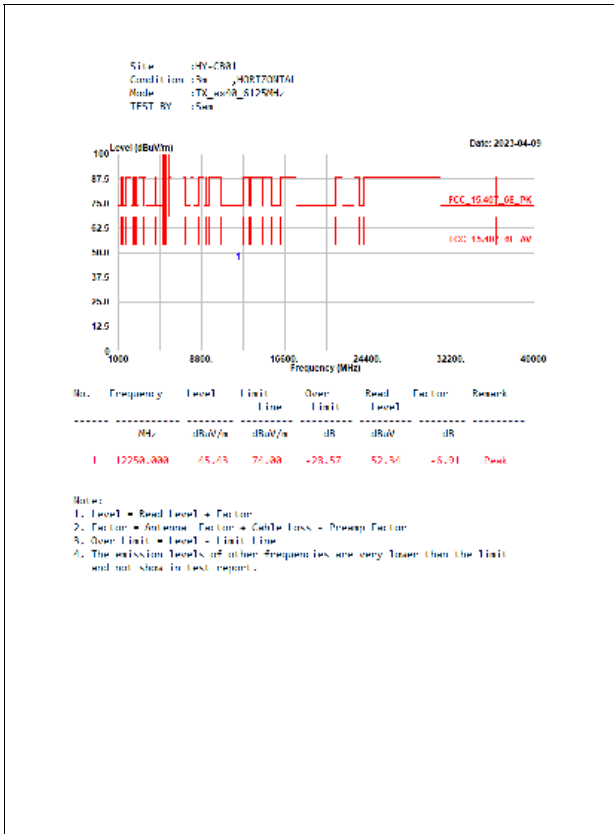 Site :HY-CB01
Condition :3m ,HORIZONTAL
Mode :TX_ax40_6125MHz
TEST BY :Sam
Level (dBuV/m)
Date: 2023-04-09
100
87.5
75.0
FCC_15.407_6E_PK
62.5
FCC_15.407_6E_AV
50.0
1
37.5
25.0
12.5
0
1000 8800. 16600. 24400. 32200. 40000
Frequency (MHz)
No. Frequency Level Limit Over Read Factor Remark
Line Limit Level
MHz dBuV/m dBuV/m dB dBuV dB
1 12250.000 45.43 74.00 -28.57 52.34 -6.91 Peak
Note:
1. Level = Read Level + Factor
2. Factor = Antenna Factor + Cable Loss - Preamp Factor
3. Over Limit = Level - Limit Line
4. The emission levels of other frequencies are very lower than the limit
and not show in test report.